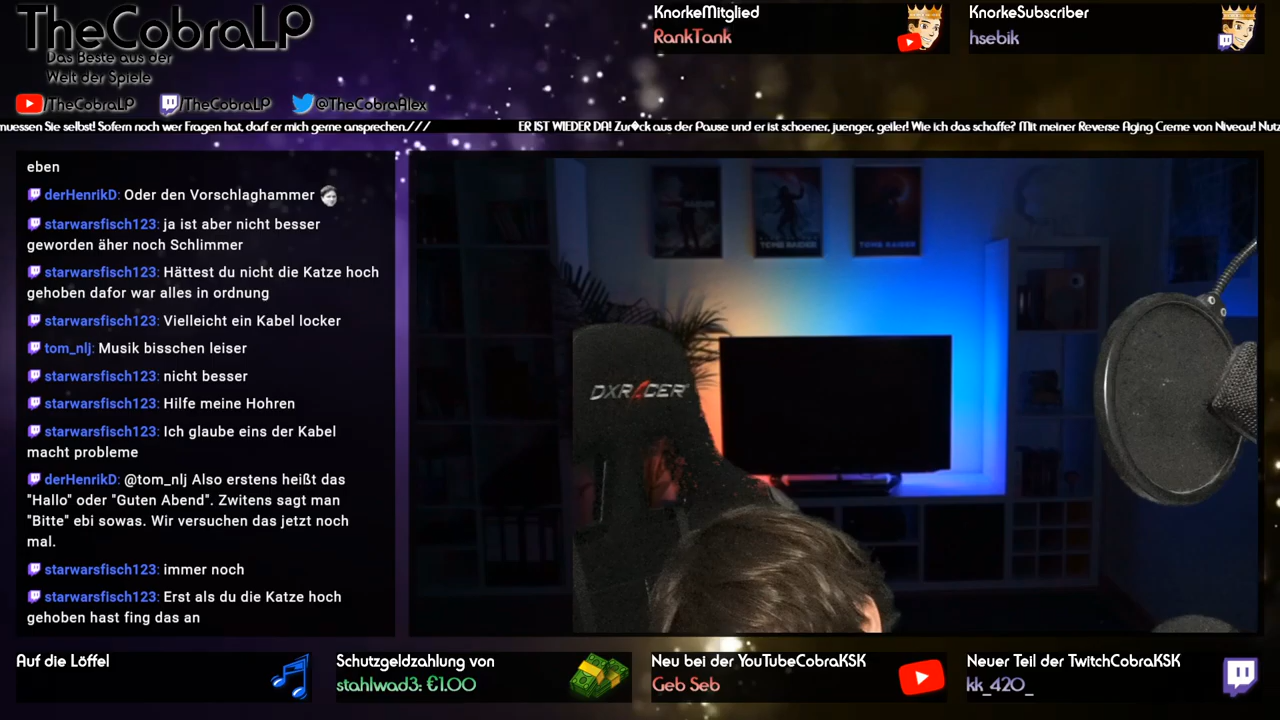 TheCobraLP
Das Beste aus der
Welt der Spiele
/TheCobraLP
/TheCobraLP
@TheCobraAlex
KnorkeMitglied
RankTank
KnorkeSubscriber
hsebik
muessen Sie selbst! Sofern noch wer Fragen hat, darf er mich gerne ansprechen.///
ER IST WIEDER DA! Zur�ck aus der Pause und er ist schoener, juenger, geiler! Wie ich das schaffe? Mit meiner Reverse Aging Creme von Niveau! Nutz
eben
derHenrikD: Oder den Vorschlaghammer
starwarsfisch123: ja ist aber nicht besser
geworden äher noch Schlimmer
starwarsfisch123: Hättest du nicht die Katze hoch
gehoben dafor war alles in ordnung
starwarsfisch123: Vielleicht ein Kabel locker
tom_nlj: Musik bisschen leiser
starwarsfisch123: nicht besser
starwarsfisch123: Hilfe meine Hohren
starwarsfisch123: Ich glaube eins der Kabel
macht probleme
derHenrikD: @tom_nlj Also erstens heißt das
"Hallo" oder "Guten Abend". Zwitens sagt man
"Bitte" ebi sowas. Wir versuchen das jetzt noch
mal.
starwarsfisch123: immer noch
starwarsfisch123: Erst als du die Katze hoch
gehoben hast fing das an
TOMB RAIDER
TOMB RAIDER
DXRACER
Auf die Löffel
Schutzgeldzahlung von
stahlwad3: €1.00
Neu bei der YouTubeCobraKSK
Geb Seb
Neuer Teil der TwitchCobraKSK
kk_420_